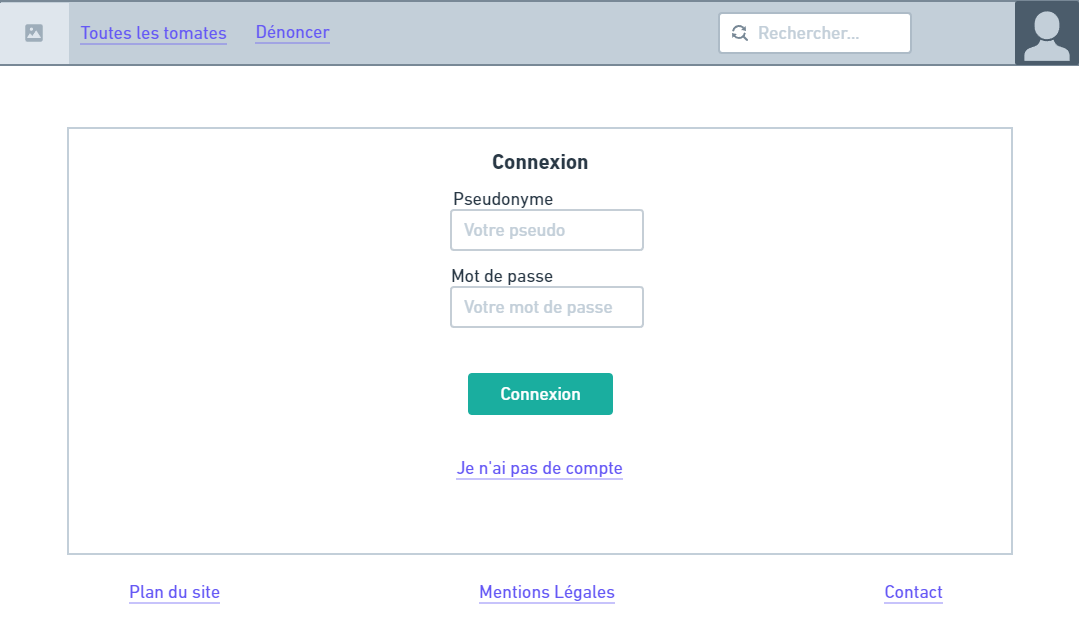 Toutes les tomates
Dénoncer
Rechercher...
Connexion
Pseudonyme
Votre pseudo
Mot de passe
Votre mot de passe
Connexion
Je n'ai pas de compte
Plan du site
Mentions Légales
Contact